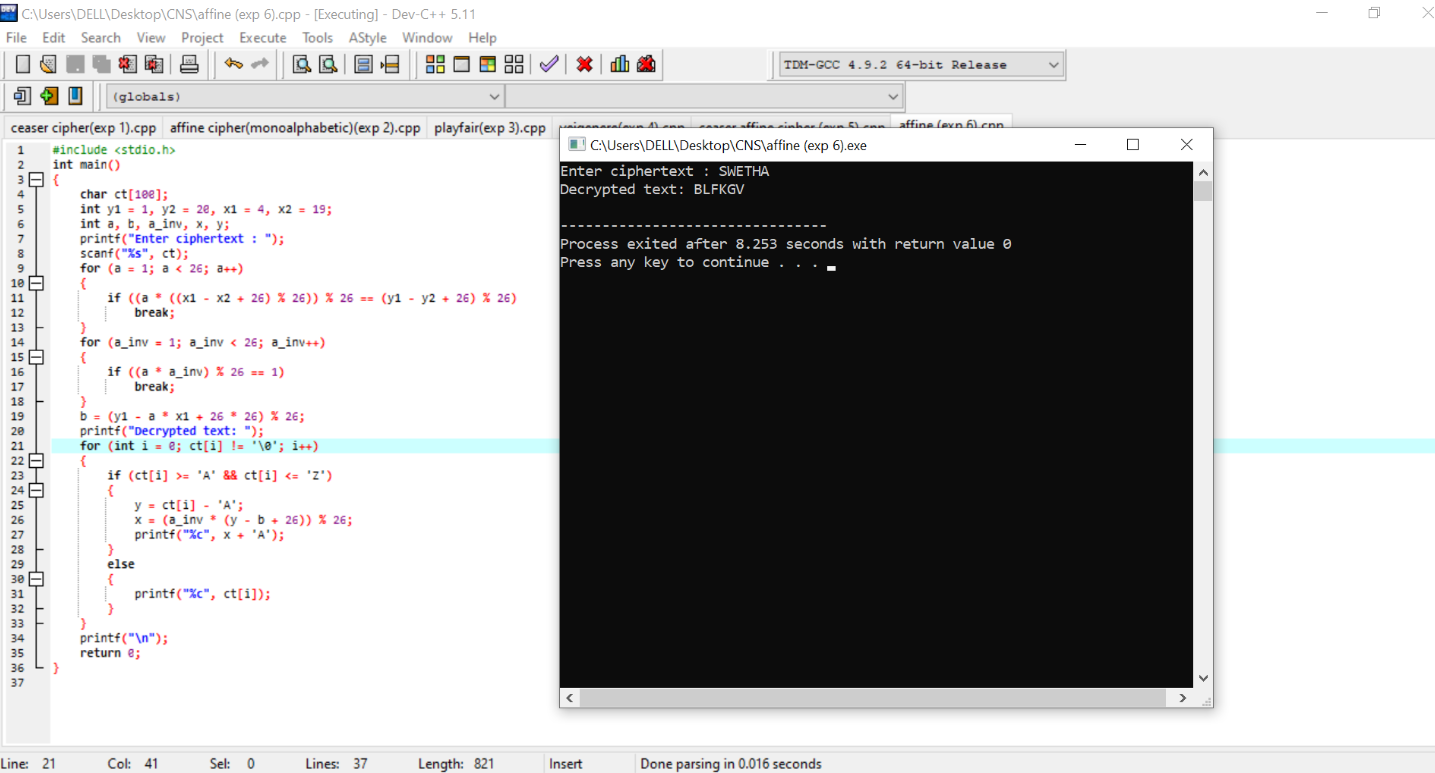 C:\Users\DELL\Desktop\CNS\affine (exp 6).cpp - [Executing] - Dev-C++ 5.11
File Edit Search View Project Execute Tools AStyle Window Help
TDM-GCC 4.9.2 64-bit Release
(globals)
ceaser cipher(exp 1).cpp affine cipher(monoalphabetic)(exp 2).cpp playfair(exp 3).cpp affine (exp 6).cpp
1 #include <stdio.h>
2 int main()
3 {
4 char ct[100];
5 int y1 = 1, y2 = 20, x1 = 4, x2 = 19;
6 int a, b, a_inv, x, y;
7 printf("Enter ciphertext : ");
8 scanf("%s", ct);
9 for (a = 1; a < 26; a++)
10 {
11 if ((a * ((x1 - x2 + 26) % 26)) % 26 == (y1 - y2 + 26) % 26)
12 break;
13 }
14 for (a_inv = 1; a_inv < 26; a_inv++)
15 {
16 if ((a * a_inv) % 26 == 1)
17 break;
18 }
19 b = (y1 - a * x1 + 26 * 26) % 26;
20 printf("Decrypted text: ");
21 for (int i = 0; ct[i] != '\0'; i++)
22 {
23 if (ct[i] >= 'A' && ct[i] <= 'Z')
24 {
25 y = ct[i] - 'A';
26 x = (a_inv * (y - b + 26)) % 26;
27 printf("%c", x + 'A');
28 }
29 else
30 {
31 printf("%c", ct[i]);
32 }
33 }
34 printf("\n");
35 return 0;
36 }
37
C:\Users\DELL\Desktop\CNS\affine (exp 6).exe
Enter ciphertext : SWETHA
Decrypted text: BLFKGV
--------------------------------
Process exited after 8.253 seconds with return value 0
Press any key to continue . . .
Line: 21 Col: 41 Sel: 0 Lines: 37 Length: 821 Insert Done parsing in 0.016 seconds